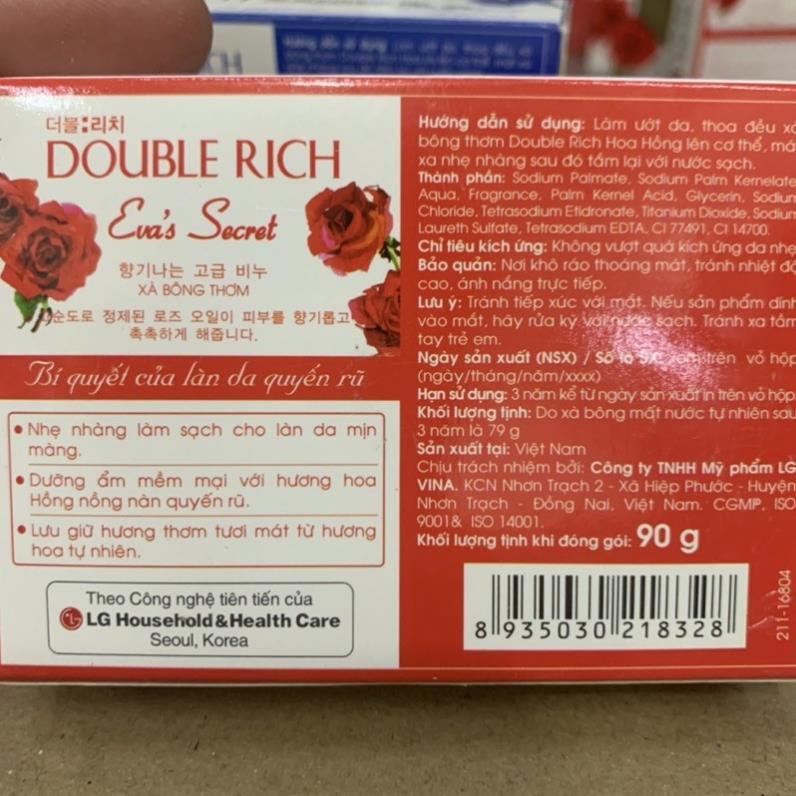 더블:리치
DOUBLE RICH
Eva's Secret
향기나는 고급 비누
XÀ BÔNG THƠM
순도로 정제된 로즈 오일이 피부를 향기롭고
촉촉하게 해줍니다.
Bí quyết của làn da quyến rũ
• Nhẹ nhàng làm sạch cho làn da mịn
màng.
• Dưỡng ẩm mềm mại với hương hoa
Hồng nồng nàn quyến rũ.
• Lưu giữ hương thơm tươi mát từ hương
hoa tự nhiên.
Theo Công nghệ tiên tiến của
LG Household & Health Care
Seoul, Korea
Hướng dẫn sử dụng: Làm ướt da, thoa đều xà
bông thơm Double Rich Hoa Hồng lên cơ thể, má
xa nhẹ nhàng sau đó tắm lại với nước sạch.
Thành phần: Sodium Palmate, Sodium Palm Kernelate,
Aqua, Fragrance, Palm Kernel Acid, Glycerin, Sodium
Chloride, Tetrasodium Etidronate, Titanium Dioxide, Sodium
Laureth Sulfate, Tetrasodium EDTA, CI 77491, CI 14700.
Chỉ tiêu kích ứng: Không vượt quá kích ứng da nhẹ
Bảo quản: Nơi khô ráo thoáng mát, tránh nhiệt độ
cao, ánh nắng trực tiếp.
Lưu ý: Tránh tiếp xúc với mắt. Nếu sản phẩm dính
vào mắt, hãy rửa kỹ với nước sạch. Tránh xa tầm
tay trẻ em.
Ngày sản xuất (NSX) / Số lô SX: xem trên vỏ hộp
(ngày/tháng/năm/xxxx)
Hạn sử dụng: 3 năm kể từ ngày sản xuất in trên vỏ hộp
Khối lượng tịnh: Do xà bông mất nước tự nhiên sau
3 năm là 79 g
Sản xuất tại: Việt Nam
Chịu trách nhiệm bởi: Công ty TNHH Mỹ phẩm LG
VINA. KCN Nhơn Trạch 2 - Xã Hiệp Phước - Huyện
Nhơn Trạch - Đồng Nai, Việt Nam. CGMP, ISO
9001& ISO 14001.
Khối lượng tịnh khi đóng gói: 90 g
8 935030 218328
211-16804